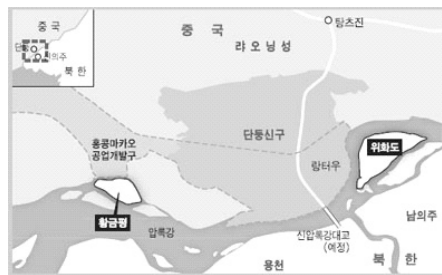 중 국
단둥
신의주
북 한
중 국
랴 오 닝 성
탕츠진
단둥신구
홍콩마카오
공업개발구
랑터우
위화도
황금평
압록강
신압록강대교
(예정)
남의주
북 한
용천